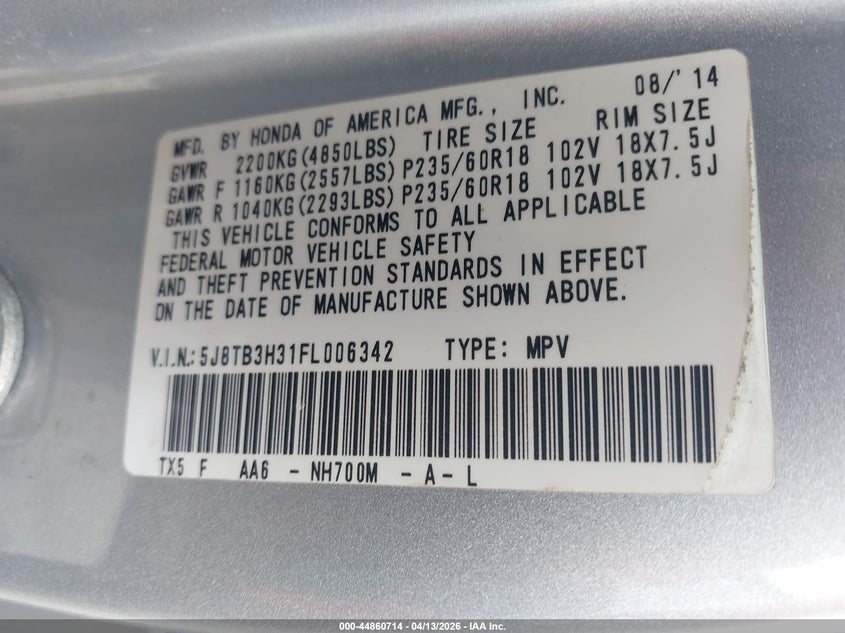 08/'14
MFD. BY HONDA OF AMERICA MFG., INC.
GVWR 2200KG(4850LBS) TIRE SIZE RIM SIZE
GAWR F 1160KG(2557LBS) P235/60R18 102V 18X7.5J
GAWR R 1040KG(2293LBS) P235/60R18 102V 18X7.5J
THIS VEHICLE CONFORMS TO ALL APPLICABLE
FEDERAL MOTOR VEHICLE SAFETY
AND THEFT PREVENTION STANDARDS IN EFFECT
ON THE DATE OF MANUFACTURE SHOWN ABOVE.
V.I.N.: 5J8TB3H31FL006342 TYPE: MPV
TX5 F AA6 - NH700M - A - L
000-44860714 - 04/13/2026 - IAA Inc.